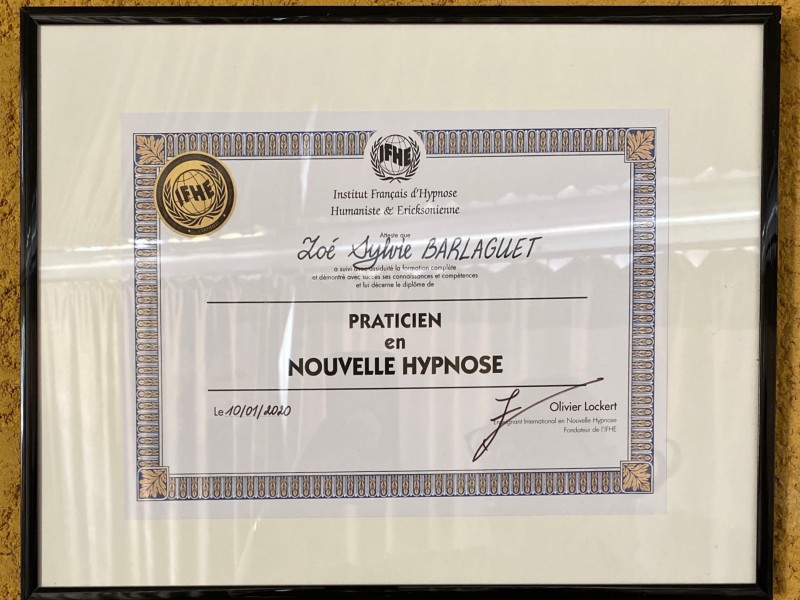 IFHE
IFHE
Institut Français d'Hypnose
Humaniste & Ericksonienne
Atteste que
Zoé Sylvie BARLAGUET
a suivi avec assiduité la formation complète
et démontré avec succès ses connaissances et compétences
et lui décerne le diplôme de
PRATICIEN
en
NOUVELLE HYPNOSE
Le 10/01/2020
Olivier Lockert
Enseignant International en Nouvelle Hypnose
Fondateur de l'IFHE